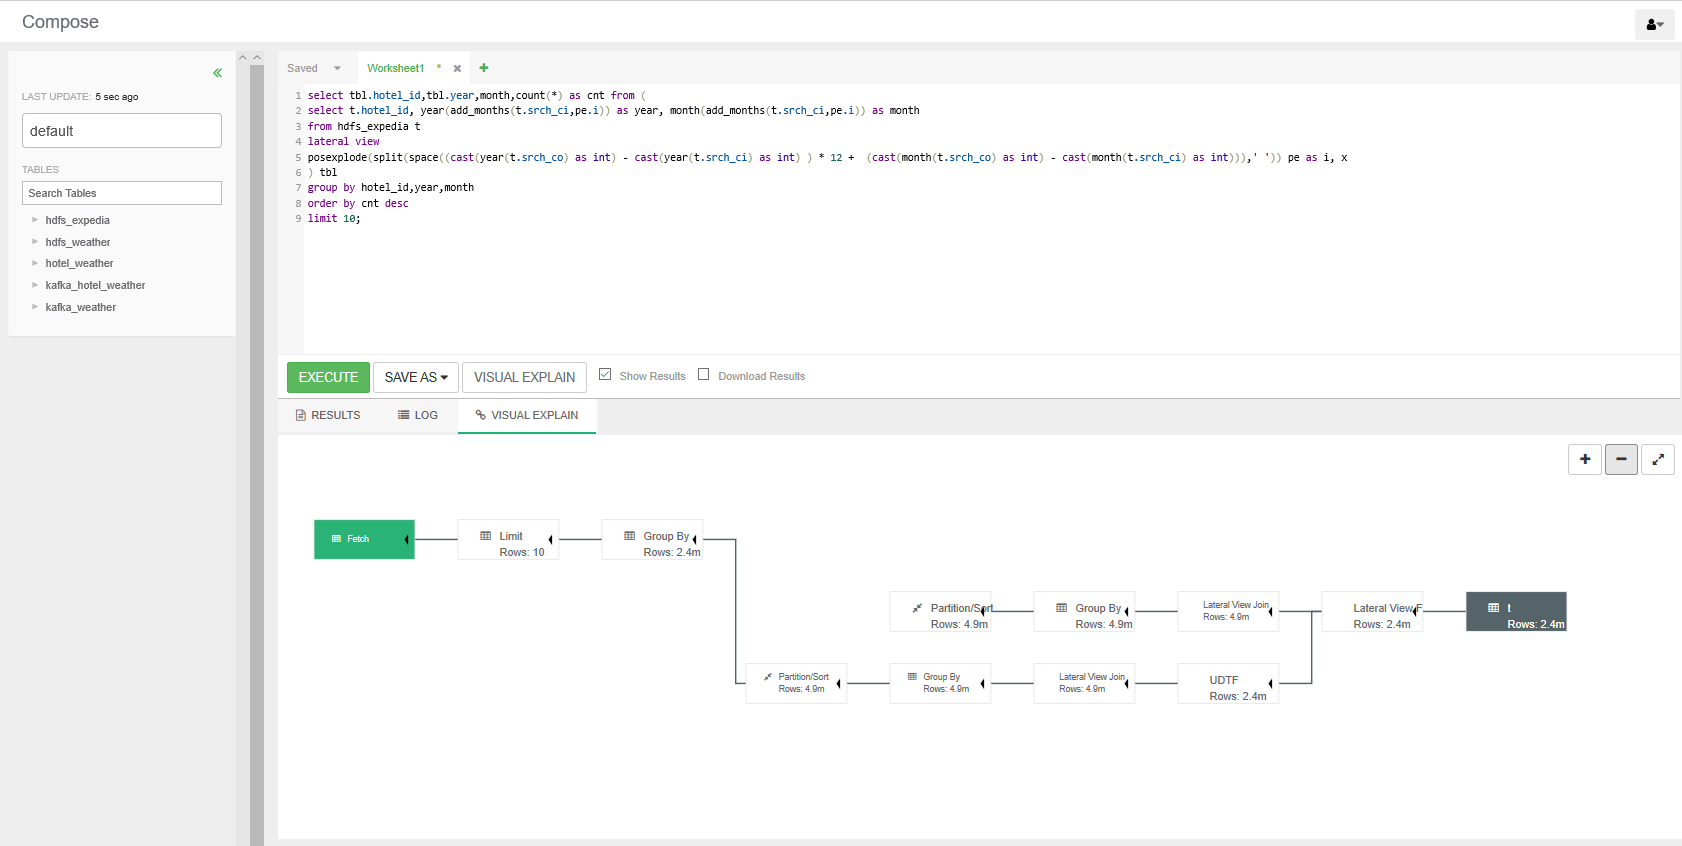 Compose
LAST UPDATE: 5 sec ago
default
TABLES
Search Tables
hdfs_expedia
hdfs_weather
hotel_weather
kafka_hotel_weather
kafka_weather
Saved
Worksheet1 *
1 select tbl.hotel_id,tbl.year,month,count(*) as cnt from (
2 select t.hotel_id, year(add_months(t.srch_ci,pe.i)) as year, month(add_months(t.srch_ci,pe.i)) as month
3 from hdfs_expedia t
4 lateral view
5 posexplode(split(space((cast(year(t.srch_co) as int) - cast(year(t.srch_ci) as int) ) * 12 +  (cast(month(t.srch_co) as int) - cast(month(t.srch_ci) as int))),' ')) pe as i, x
6 ) tbl
7 group by hotel_id,year,month
8 order by cnt desc
9 limit 10;
EXECUTE
SAVE AS
VISUAL EXPLAIN
Show Results
Download Results
RESULTS
LOG
VISUAL EXPLAIN
Fetch
Limit
Rows: 10
Group By
Rows: 2.4m
Partition/Sort
Rows: 4.9m
Group By
Rows: 4.9m
Lateral View Join
Rows: 4.9m
Lateral View F
Rows: 2.4m
t
Rows: 2.4m
Partition/Sort
Rows: 4.9m
Group By
Rows: 4.9m
Lateral View Join
Rows: 4.9m
UDTF
Rows: 2.4m